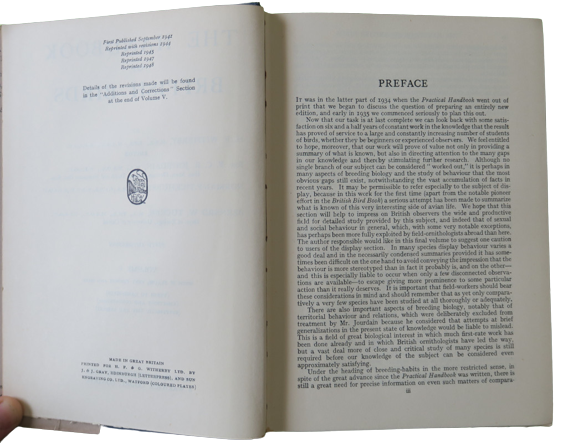 First Published September 1941
Reprinted with revisions 1944
Reprinted 1945
Reprinted 1947
Reprinted 1948
Details of the revisions made will be found
in the "Additions and Corrections" Section
at the end of Volume V.
MADE IN GREAT BRITAIN
PRINTED FOR H. F. & G. WITHERBY LTD. BY
J. & J. GRAY, EDINBURGH (LETTERPRESS), AND SUN
ENGRAVING CO. LTD., WATFORD (COLOURED PLATES)
PREFACE
IT was in the latter part of 1934 when the Practical Handbook went out of
print that we began to discuss the question of preparing an entirely new
edition, and early in 1935 we commenced seriously to plan this out.
Now that our task is at last complete we can look back with some satis-
faction on six and a half years of constant work in the knowledge that the result
has proved of service to a large and constantly increasing number of students
of birds, whether they be beginners or experienced observers. We feel entitled
to hope, moreover, that our work will prove of value not only in providing a
summary of what is known, but also in directing attention to the many gaps
in our knowledge and thereby stimulating further research. Although no
single branch of our subject can be considered "worked out," it is perhaps in
many aspects of breeding biology and the study of behaviour that the most
obvious gaps still exist, notwithstanding the vast accumulation of facts in
recent years. It may be permissible to refer especially to the subject of dis-
play, because in this work for the first time (apart from the notable pioneer
effort in the British Bird Book) a serious attempt has been made to summarize
what is known of this very interesting side of avian life. We hope that this
section will help to impress on British observers the wide and productive
field for detailed study provided by this subject, and indeed that of sexual
and social behaviour in general, which, with some very notable exceptions,
has perhaps been more fully exploited by field-ornithologists abroad than here.
The author responsible would like in this final volume to suggest one caution
to users of the display section. In many species display behaviour varies a
good deal and in the necessarily condensed summaries provided it has some-
times been difficult on the one hand to avoid conveying the impression that the
behaviour is more stereotyped than in fact it probably is, and on the other—
and this is especially liable to occur when only a few disconnected observa-
tions are available—to escape giving more prominence to some particular
action than it really deserves. It is important that field-workers should bear
these considerations in mind and should remember that as yet only compara-
tively a very few species have been studied at all thoroughly or adequately.
There are also important aspects of breeding biology, notably that of
territorial behaviour and relations, which were deliberately excluded from
treatment by Mr. Jourdain because he considered that attempts at brief
generalizations in the present state of knowledge would be liable to mislead.
This is a field of great biological interest in which much first-rate work has
been done already and in which British ornithologists have led the way,
but a vast deal more of close and critical study of many species is still
required before our knowledge of the subject can be considered even
approximately satisfying.
Under the heading of breeding-habits in the more restricted sense, in
spite of the great advance since the Practical Handbook was written, there is
still a great need for precise information on even such matters of compara-
iii